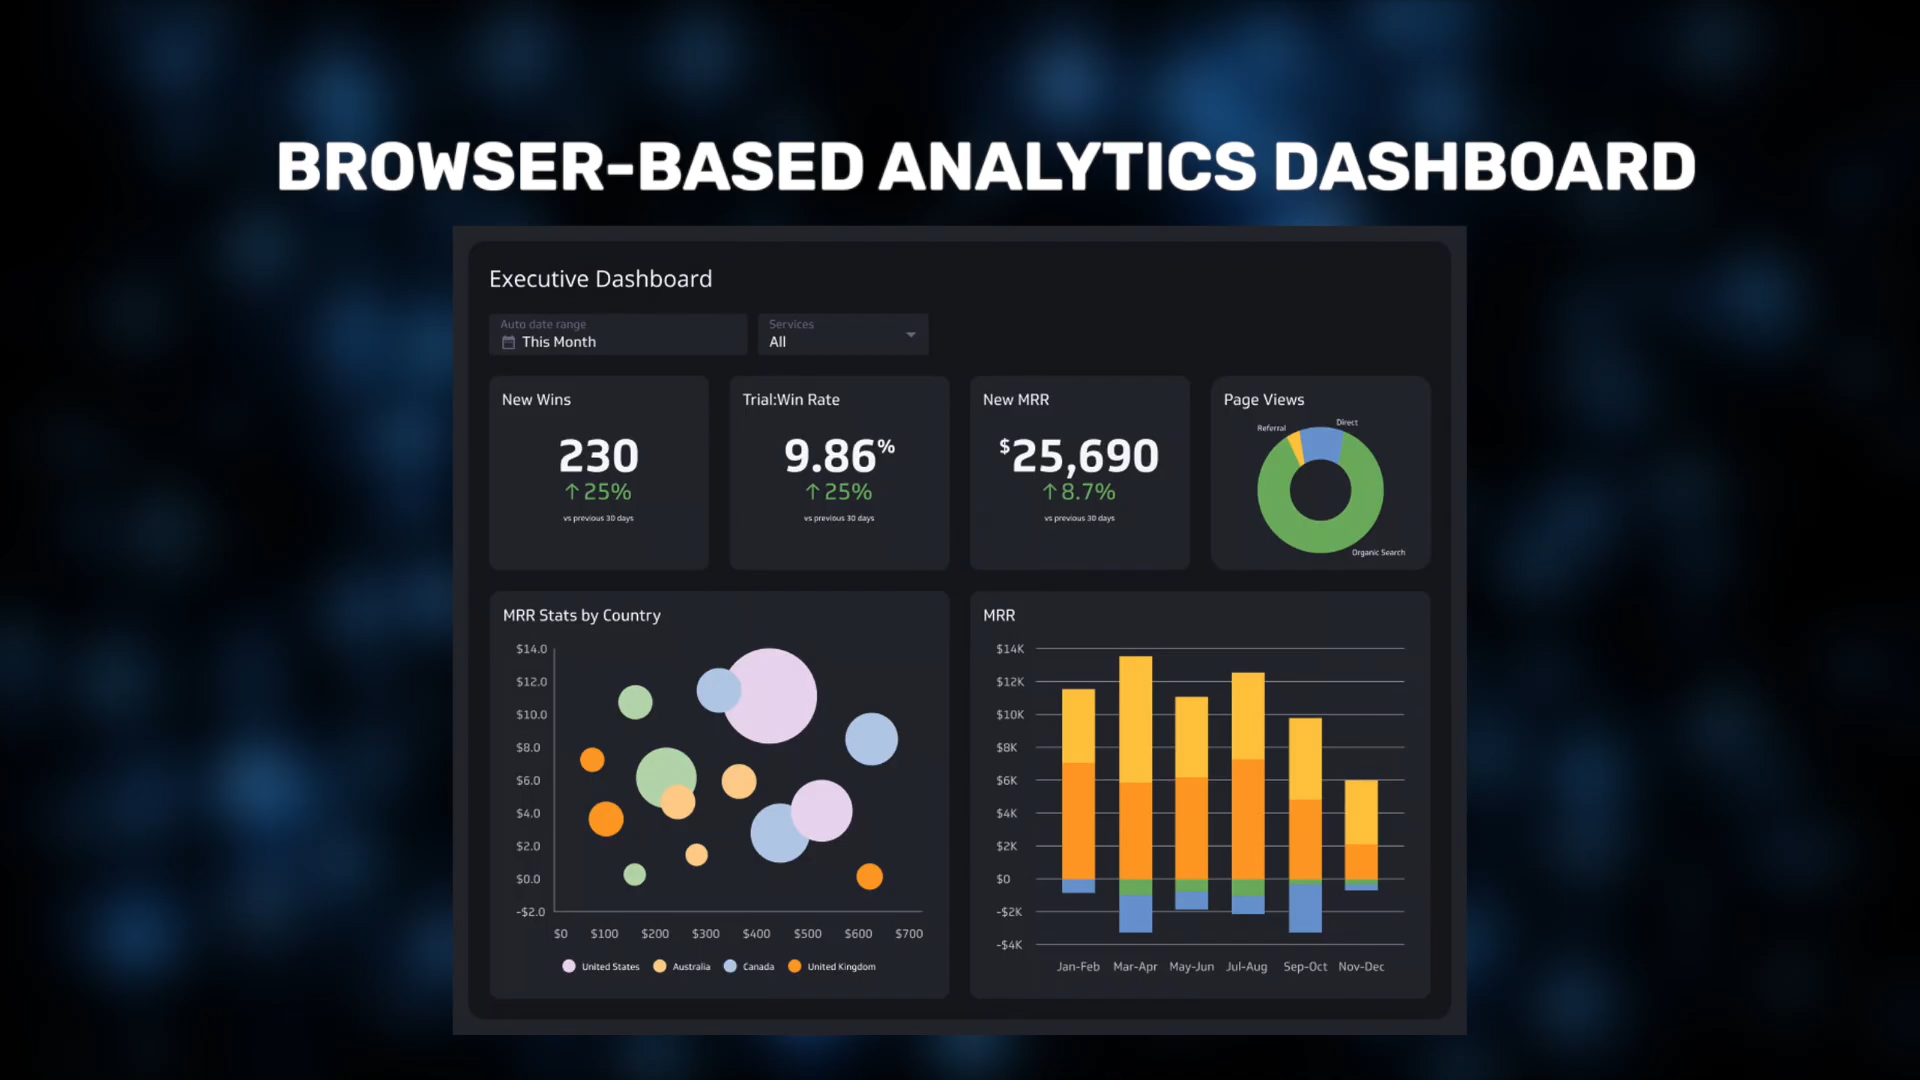 BROWSER-BASED ANALYTICS DASHBOARD
Executive Dashboard
Auto date range
This Month
Services
All
New Wins
230
↑25%
vs previous 30 days
Trial:Win Rate
9.86%
↑25%
vs previous 30 days
New MRR
$25,690
↑8.7%
vs previous 30 days
Page Views
Referral
Direct
Organic Search
MRR Stats by Country
$14.0
$12.0
$10.0
$8.0
$6.0
$4.0
$2.0
$0.0
-$2.0
$0 $100 $200 $300 $400 $500 $600 $700
United States Australia Canada United Kingdom
MRR
$14K
$12K
$10K
$8K
$6K
$4K
$2K
$0
-$2K
-$4K
Jan-Feb Mar-Apr May-Jun Jul-Aug Sep-Oct Nov-Dec